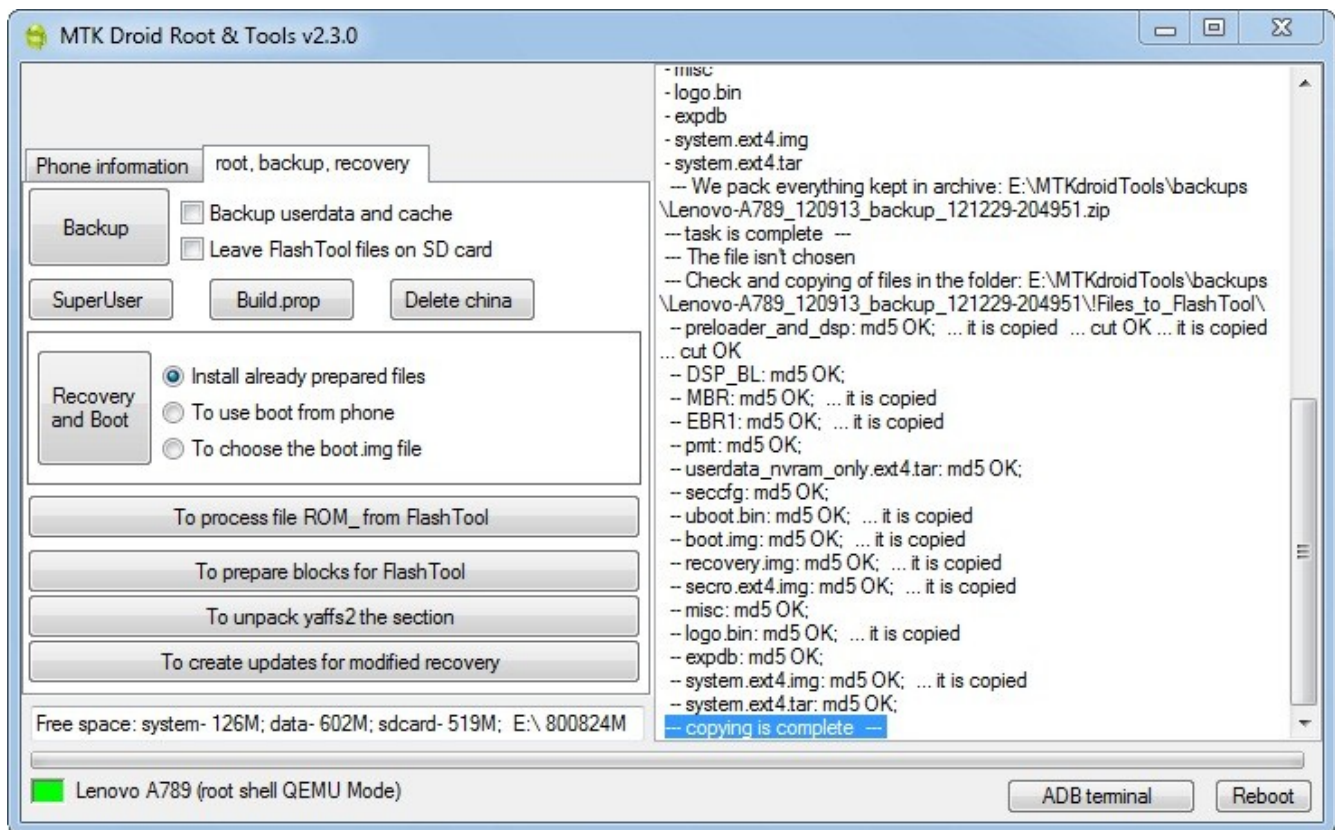 MTK Droid Root & Tools v2.3.0
Phone information
root, backup, recovery
Backup
Backup userdata and cache
Leave FlashTool files on SD card
SuperUser
Build.prop
Delete china
Recovery
and Boot
Install already prepared files
To use boot from phone
To choose the boot.img file
To process file ROM_ from FlashTool
To prepare blocks for FlashTool
To unpack yaffs2 the section
To create updates for modified recovery
Free space: system- 126M; data- 602M; sdcard- 519M; E:\ 800824M
- misc
- logo.bin
- expdb
- system.ext4.img
- system.ext4.tar
--- We pack everything kept in archive: E:\MTKdroidTools\backups
\Lenovo-A789_120913_backup_121229-204951.zip
--- task is complete ---
--- The file isn't chosen
--- Check and copying of files in the folder: E:\MTKdroidTools\backups
\Lenovo-A789_120913_backup_121229-204951\!Files_to_FlashTool\
-- preloader_and_dsp: md5 OK; ... it is copied ... cut OK ... it is copied
... cut OK
-- DSP_BL: md5 OK;
-- MBR: md5 OK; ... it is copied
-- EBR1: md5 OK; ... it is copied
-- pmt: md5 OK;
-- userdata_nvram_only.ext4.tar: md5 OK;
-- seccfg: md5 OK;
-- uboot.bin: md5 OK; ... it is copied
-- boot.img: md5 OK; ... it is copied
-- recovery.img: md5 OK; ... it is copied
-- secro.ext4.img: md5 OK; ... it is copied
-- misc: md5 OK;
-- logo.bin: md5 OK; ... it is copied
-- expdb: md5 OK;
-- system.ext4.img: md5 OK; ... it is copied
-- system.ext4.tar: md5 OK;
--- copying is complete ---
Lenovo A789 (root shell QEMU Mode)
ADB terminal
Reboot